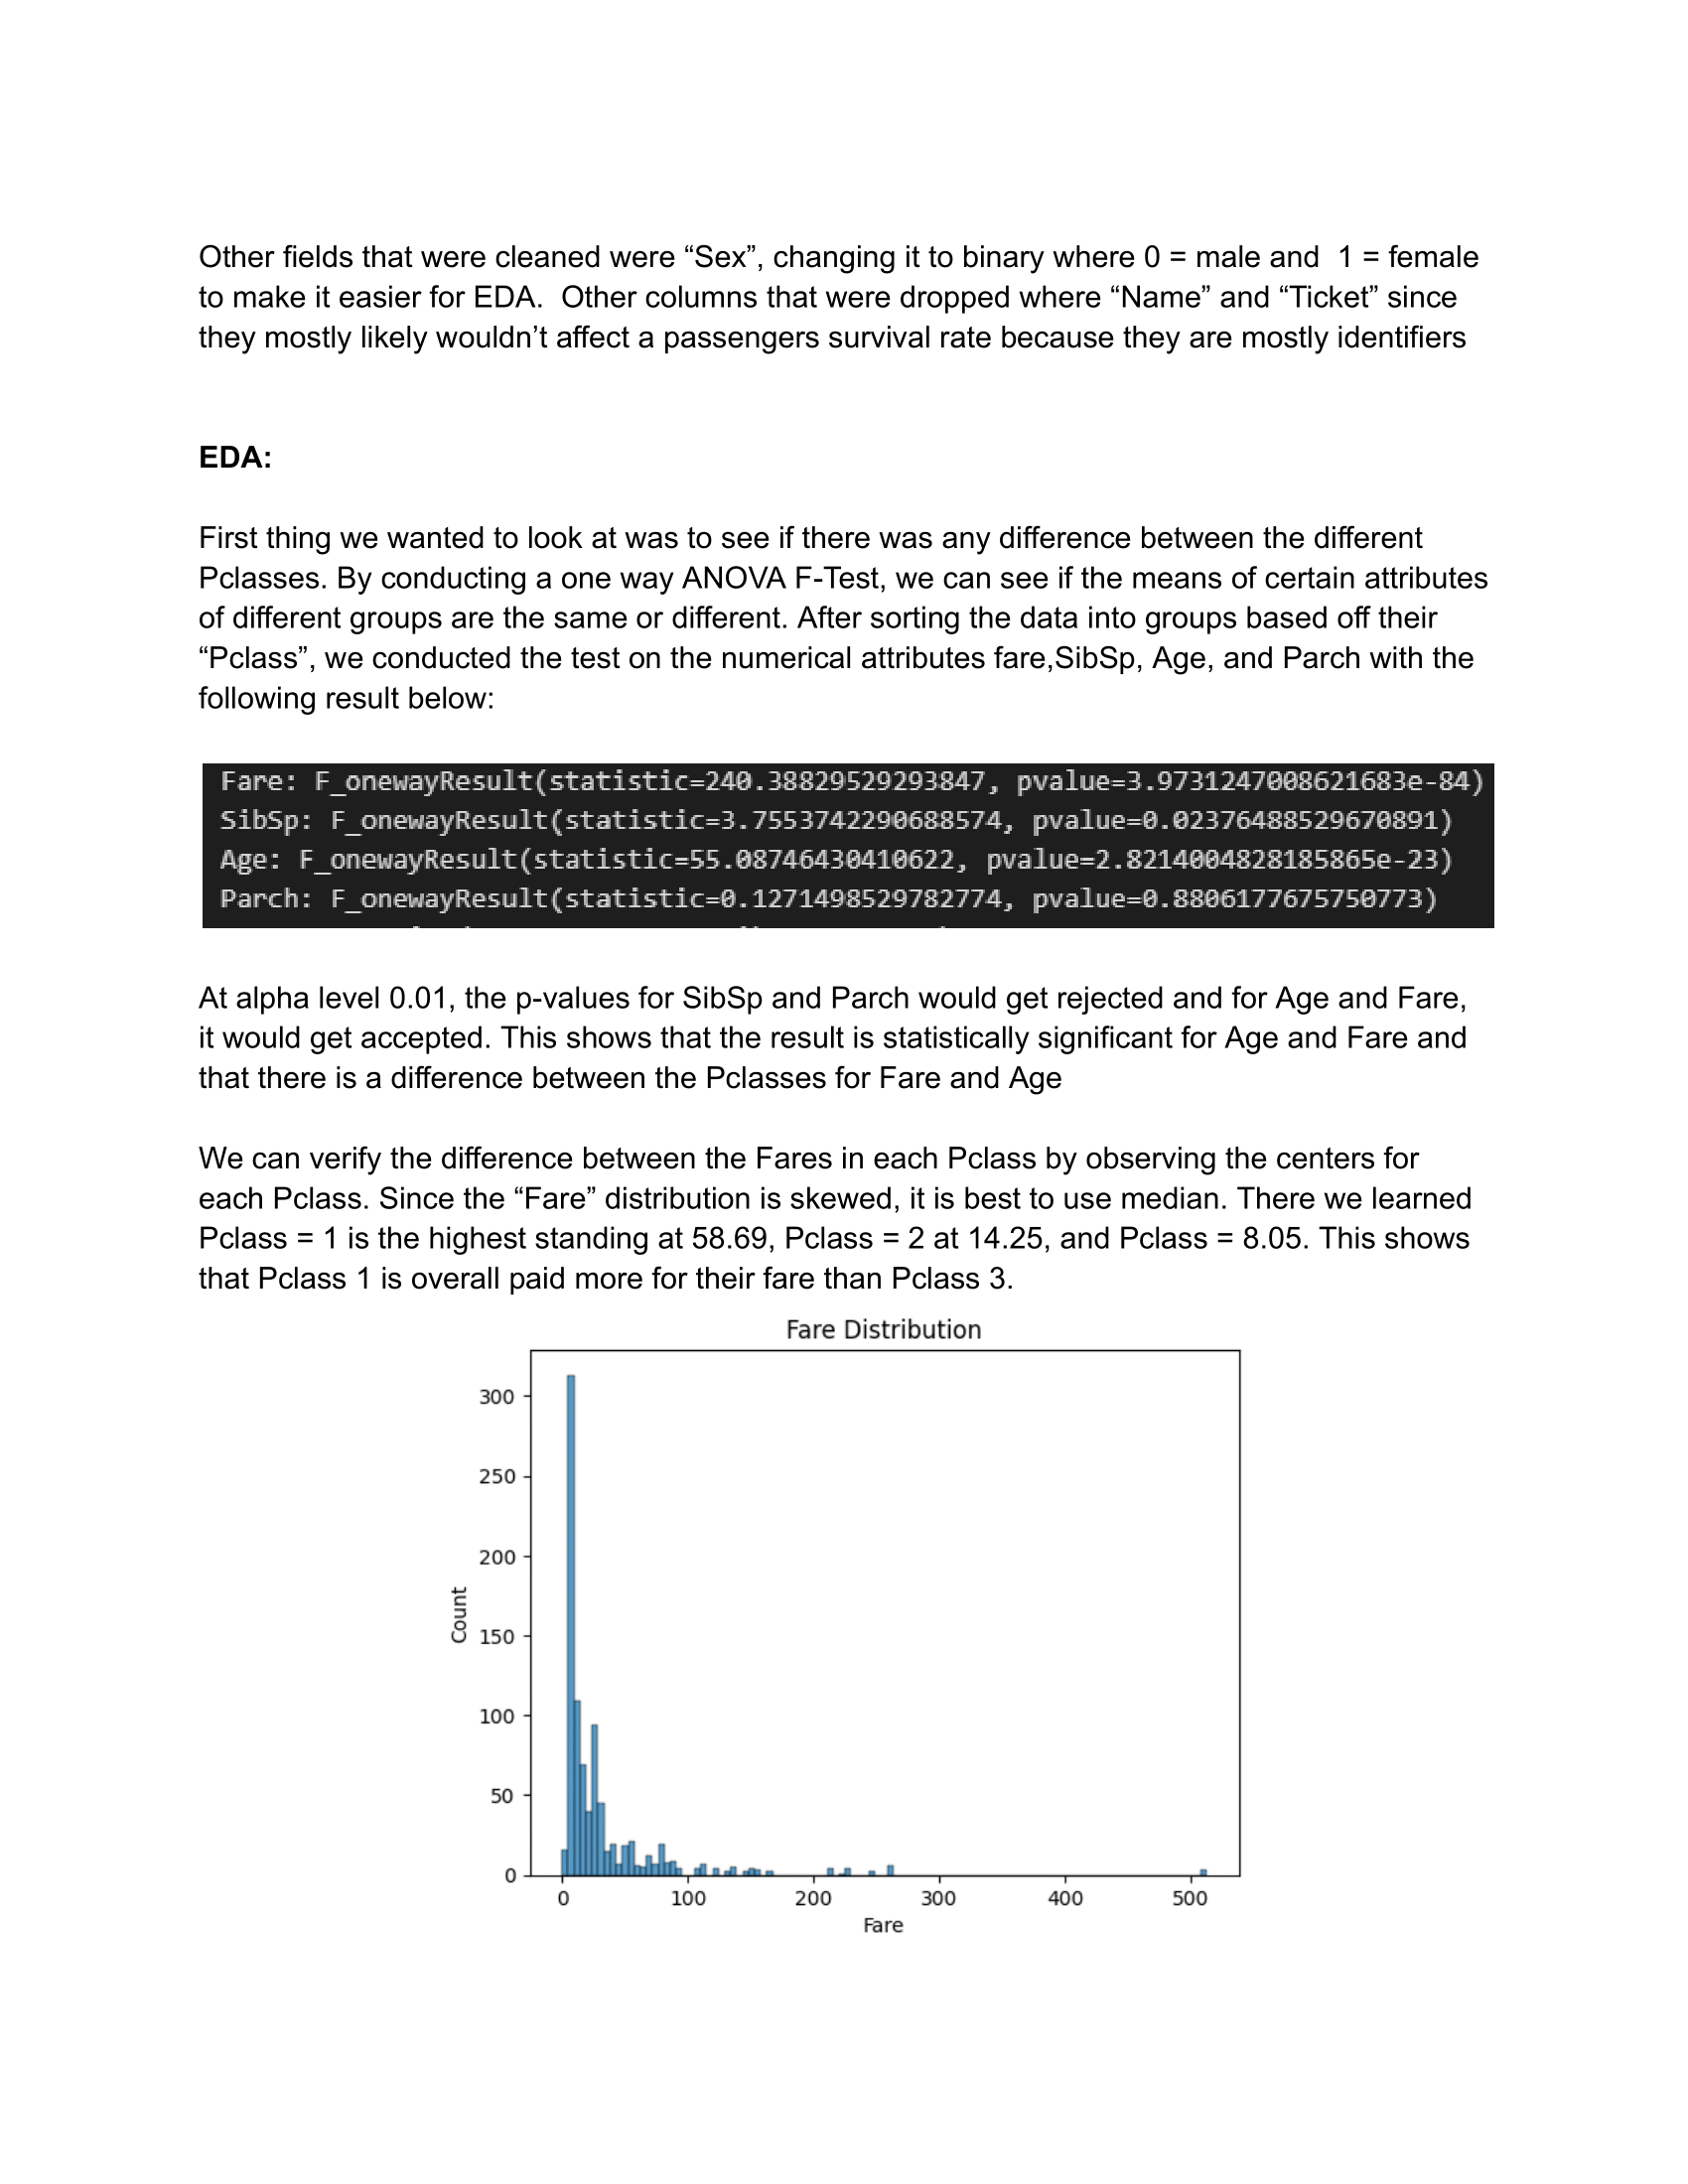 Other fields that were cleaned were “Sex”, changing it to binary where 0 = male and  1 = female
to make it easier for EDA.  Other columns that were dropped where “Name” and “Ticket” since
they mostly likely wouldn’t affect a passengers survival rate because they are mostly identifiers
EDA:
First thing we wanted to look at was to see if there was any difference between the different
Pclasses. By conducting a one way ANOVA F-Test, we can see if the means of certain attributes
of different groups are the same or different. After sorting the data into groups based off their
“Pclass”, we conducted the test on the numerical attributes fare,SibSp, Age, and Parch with the
following result below:
Fare: F_onewayResult(statistic=240.38829529293847, pvalue=3.9731247008621683e-84)
SibSp: F_onewayResult(statistic=3.7553742290688574, pvalue=0.02376488529670891)
Age: F_onewayResult(statistic=55.08746430410622, pvalue=2.8214004828185865e-23)
Parch: F_onewayResult(statistic=0.1271498529782774, pvalue=0.8806177675750773)
At alpha level 0.01, the p-values for SibSp and Parch would get rejected and for Age and Fare,
it would get accepted. This shows that the result is statistically significant for Age and Fare and
that there is a difference between the Pclasses for Fare and Age
We can verify the difference between the Fares in each Pclass by observing the centers for
each Pclass. Since the “Fare” distribution is skewed, it is best to use median. There we learned
Pclass = 1 is the highest standing at 58.69, Pclass = 2 at 14.25, and Pclass = 8.05. This shows
that Pclass 1 is overall paid more for their fare than Pclass 3.
Fare Distribution
300
250
200
150
100
50
0
Count
0 100 200 300 400 500
Fare